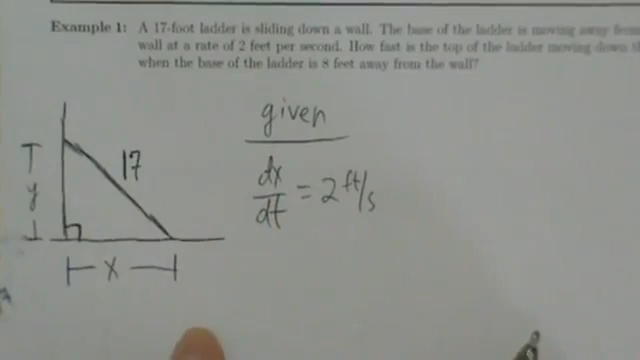 Example 1: A 17-foot ladder is sliding down a wall. The base of the ladder is moving away from
wall at a rate of 2 feet per second. How fast is the top of the ladder moving down
when the base of the ladder is 8 feet away from the wall?
given
17
y
dx/dt = 2 ft/s
x